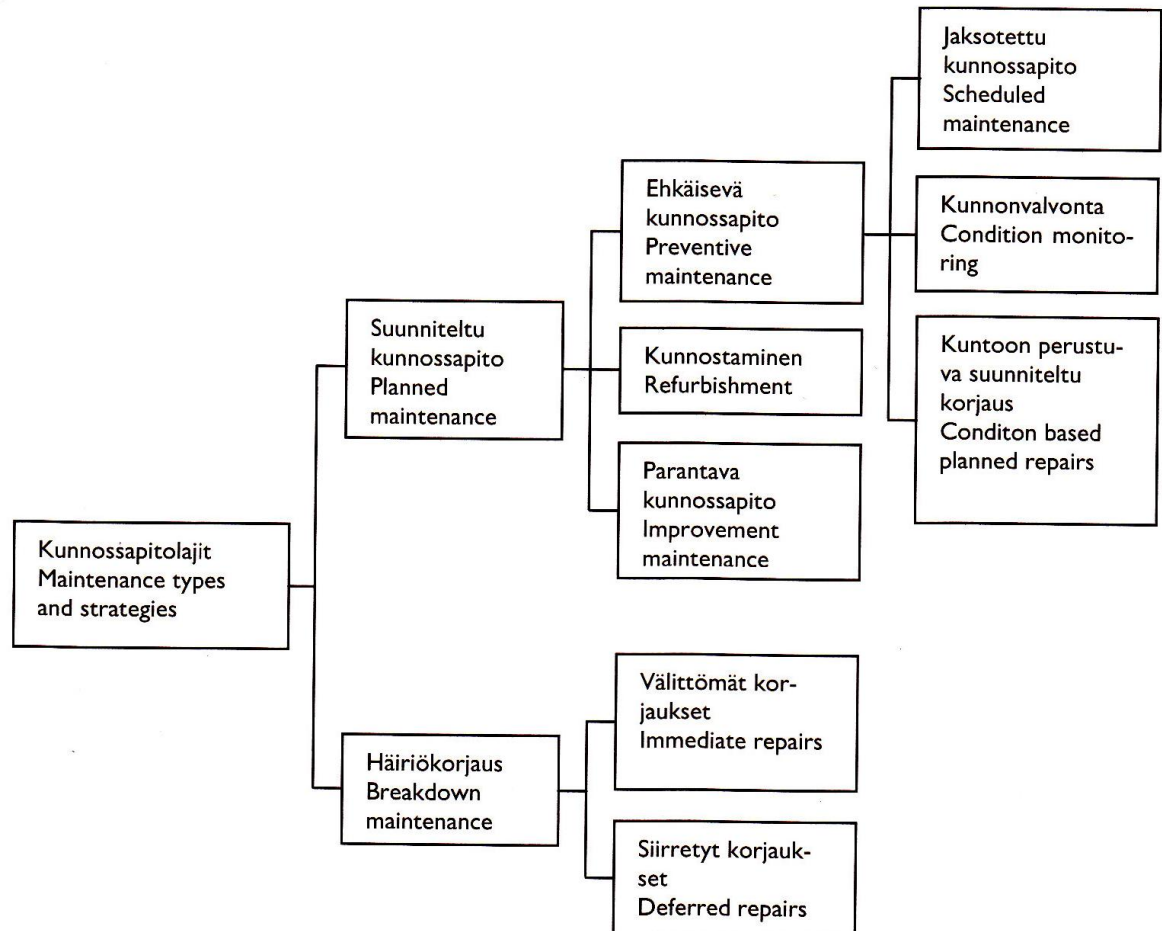 Kunnossapitolajit
Maintenance types
and strategies
Suunniteltu
kunnossapito
Planned
maintenance
Ehkäisevä
kunnossapito
Preventive
maintenance
Jaksotettu
kunnossapito
Scheduled
maintenance
Kunnonvalvonta
Condition monito-
ring
Kuntoon perustu-
va suunniteltu
korjaus
Conditon based
planned repairs
Kunnostaminen
Refurbishment
Parantava
kunnossapito
Improvement
maintenance
Häiriökorjaus
Breakdown
maintenance
Välittömät kor-
jaukset
Immediate repairs
Siirretyt korjauk-
set
Deferred repairs